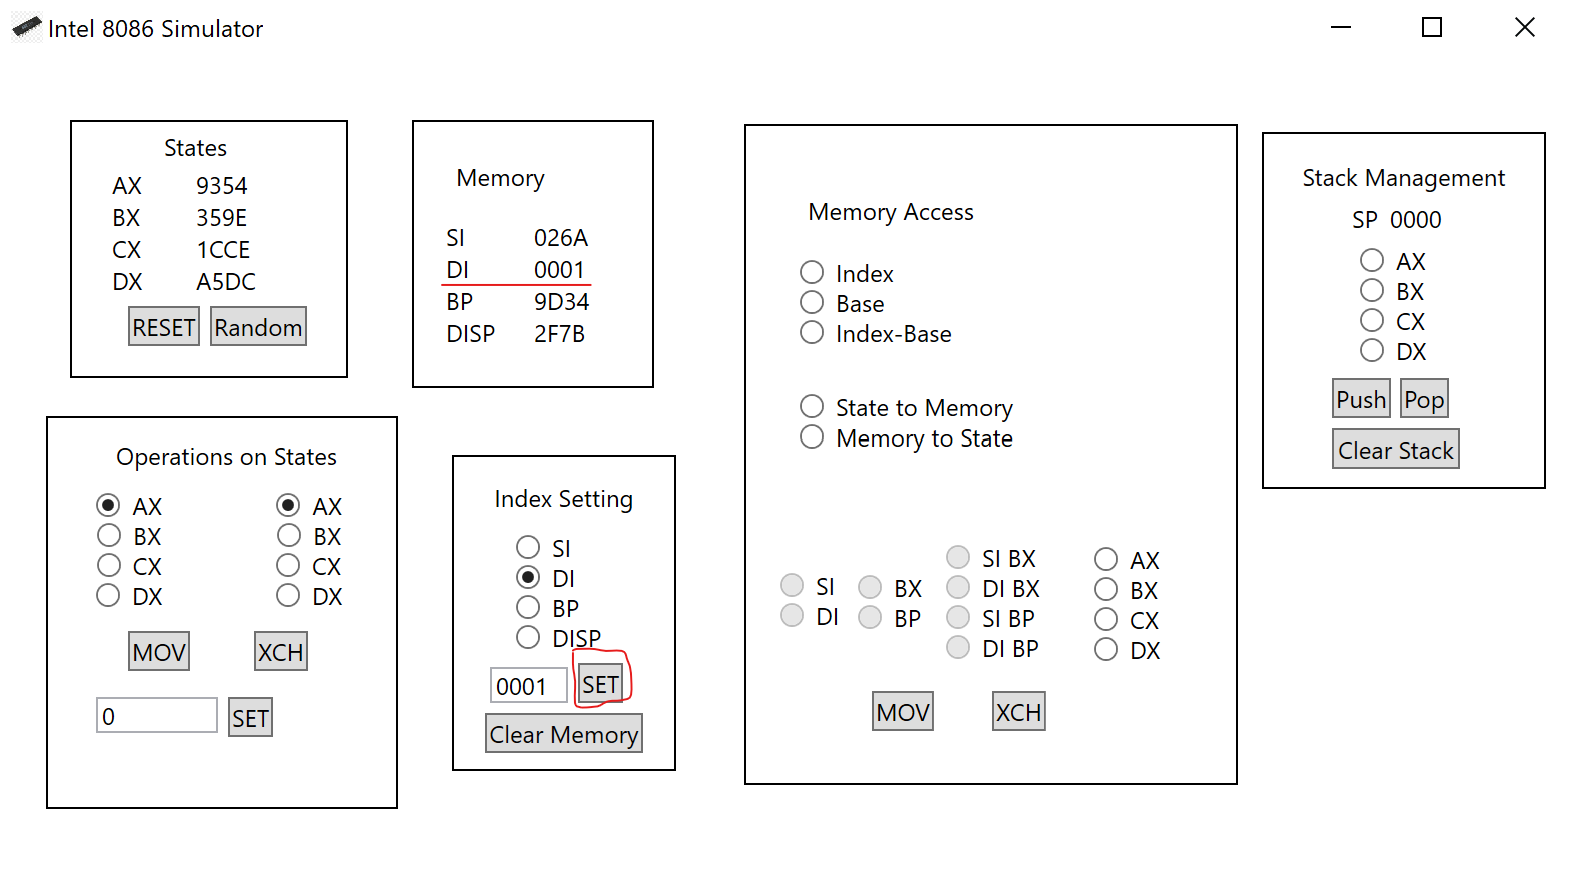 Intel 8086 Simulator
States
AX 9354
BX 359E
CX 1CCE
DX A5DC
RESET Random
Memory
SI 026A
DI 0001
BP 9D34
DISP 2F7B
Operations on States
AX AX
BX BX
CX CX
DX DX
MOV XCH
0 SET
Index Setting
SI
DI
BP
DISP
0001 SET
Clear Memory
Memory Access
Index
Base
Index-Base
State to Memory
Memory to State
SI BX SI BX AX
DI BP DI BX BX
SI BP CX
DI BP DX
MOV XCH
Stack Management
SP 0000
AX
BX
CX
DX
Push Pop
Clear Stack